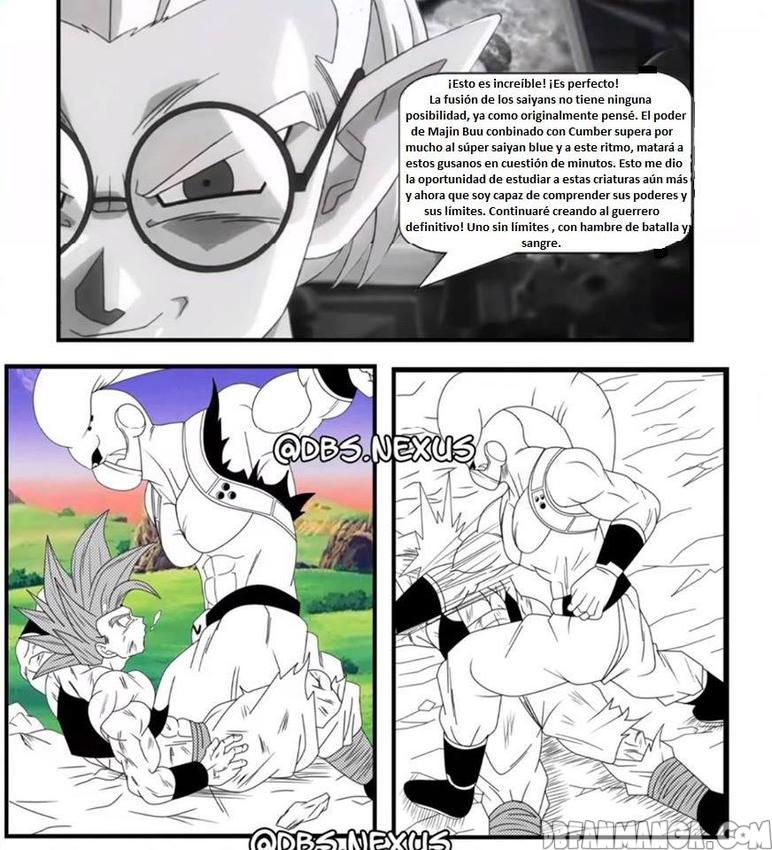 ¡Esto es increíble! ¡Es perfecto!
La fusión de los saiyans no tiene ninguna
posibilidad, ya como originalmente pensé. El poder
de Majin Buu conbinado con Cumber supera por
mucho al súper saiyan blue y a este ritmo, matará a
estos gusanos en cuestión de minutos. Esto me dio
la oportunidad de estudiar a estas criaturas aún más
y ahora que soy capaz de comprender sus poderes y
sus límites. Continuaré creando al guerrero
definitivo! Uno sin límites , con hambre de batalla y
sangre.
@DBS.NEXUS
@DBS.NEXUS
DBFANMANGA.COM